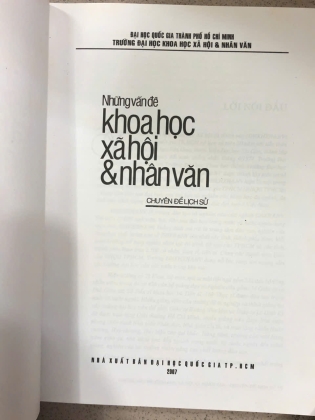 ĐẠI HỌC QUỐC GIA THÀNH PHỐ HỒ CHÍ MINH
TRƯỜNG ĐẠI HỌC KHOA HỌC XÃ HỘI & NHÂN VĂN
Những vấn đề
khoa học
xã hội
& nhân văn
CHUYÊN ĐỀ LỊCH SỬ
NHÀ XUẤT BẢN ĐẠI HỌC QUỐC GIA TP. HCM
2007